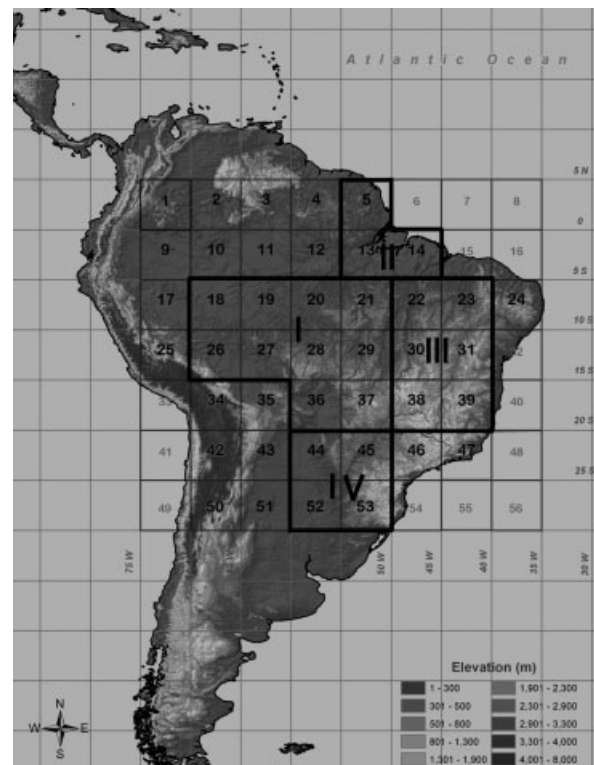 Atlantic Ocean
5 N
1 2 3 4 5 6 7 8
0
9 10 11 12 13 14 15 16
II
5 S
17 18 19 20 21 22 23 24
I
10 S
III
25 26 27 28 29 30 31 32
15 S
33 34 35 36 37 38 39 40
20 S
41 42 43 44 45 46 47 48
25 S
IV
49 50 51 52 53 54 55 56
75 W 50 W 45 W 40 W 35 W 30 W
Elevation (m)
1 - 300 1,901 - 2,300
301 - 500 2,301 - 2,900
501 - 800 2,901 - 3,300
801 - 1,300 3,301 - 4,000
1,301 - 1,900 4,001 - 8,000
N
W E
S